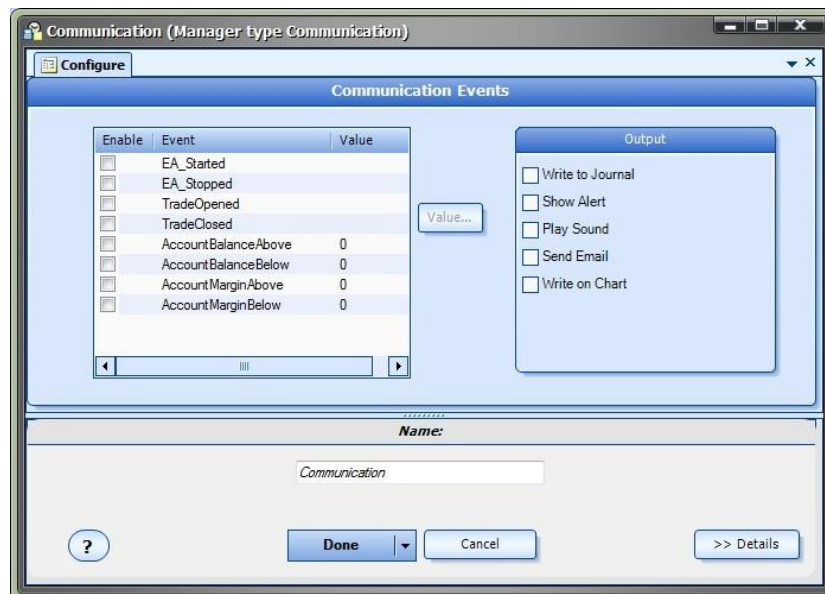 Communication (Manager type Communication)
Configure
Communication Events
Enable Event Value
EA_Started
EA_Stopped
TradeOpened
TradeClosed
AccountBalanceAbove 0
AccountBalanceBelow 0
AccountMarginAbove 0
AccountMarginBelow 0
Value...
Output
Write to Journal
Show Alert
Play Sound
Send Email
Write on Chart
Name:
Communication
? Done Cancel >> Details